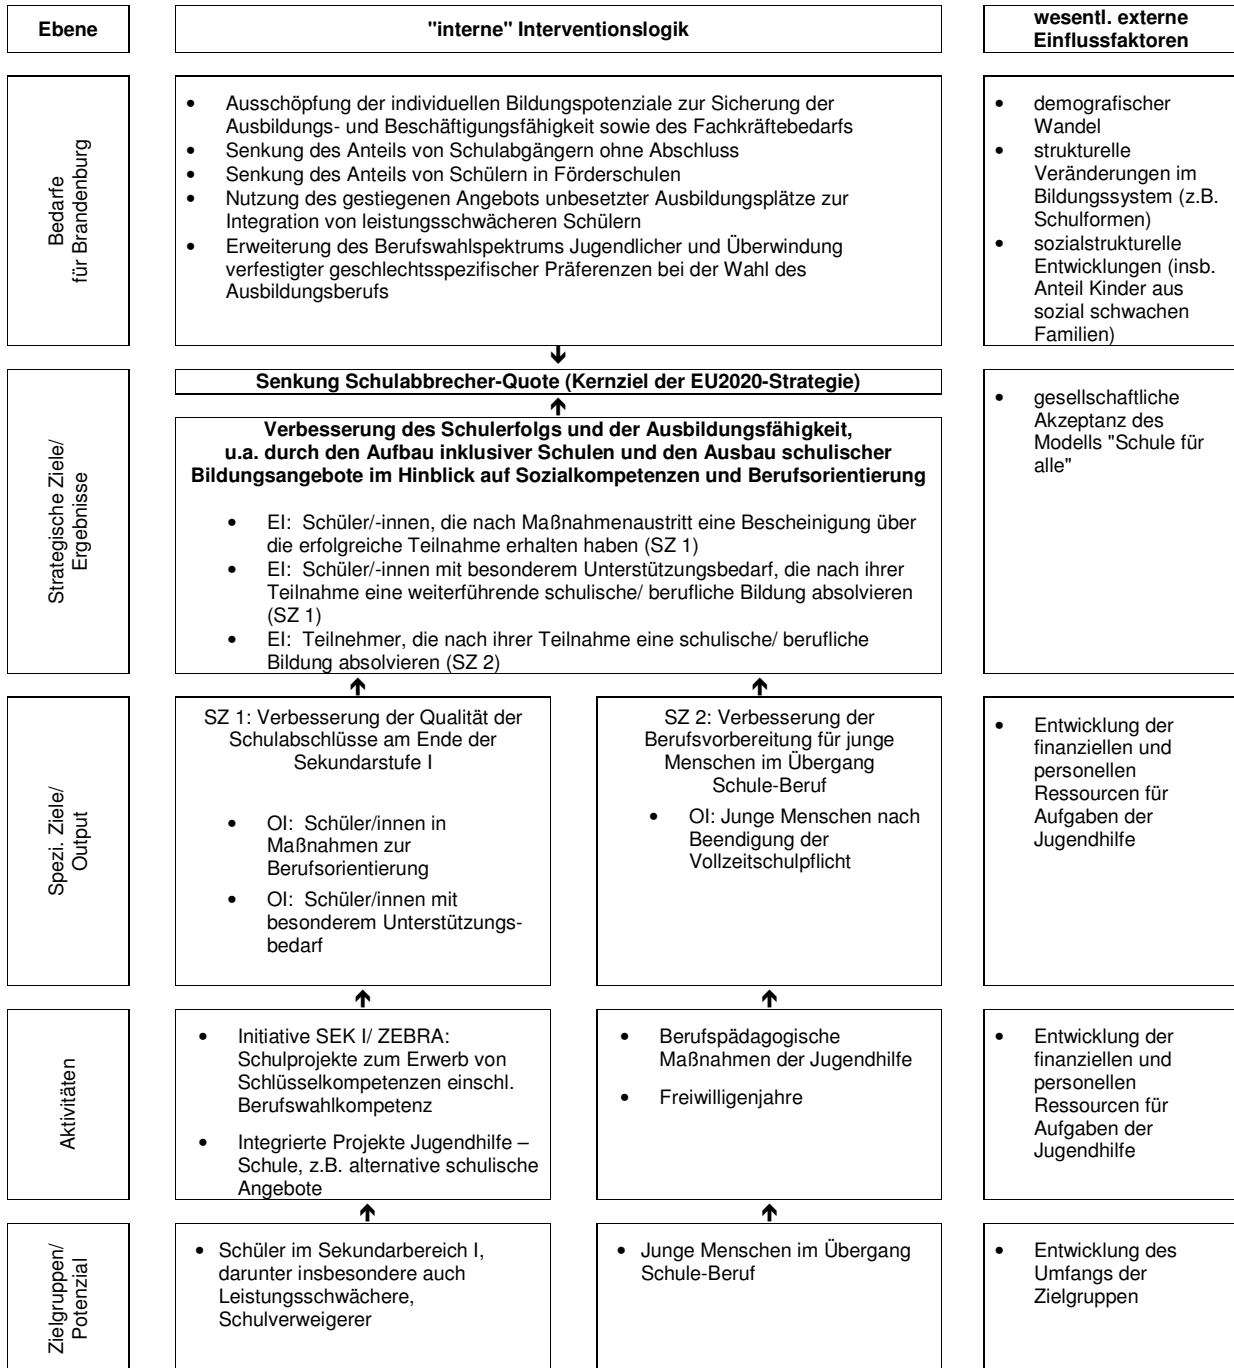 Ebene
"interne" Interventionslogik
wesentl. externe
Einflussfaktoren
Bedarfe
für Brandenburg
• Ausschöpfung der individuellen Bildungspotenziale zur Sicherung der
Ausbildungs- und Beschäftigungsfähigkeit sowie des Fachkräftebedarfs
• Senkung des Anteils von Schulabgängern ohne Abschluss
• Senkung des Anteils von Schülern in Förderschulen
• Nutzung des gestiegenen Angebots unbesetzter Ausbildungsplätze zur
Integration von leistungsschwächeren Schülern
• Erweiterung des Berufswahlspektrums Jugendlicher und Überwindung
verfestigter geschlechtsspezifischer Präferenzen bei der Wahl des
Ausbildungsberufs
• demografischer
Wandel
• strukturelle
Veränderungen im
Bildungssystem (z.B.
Schulformen)
• sozialstrukturelle
Entwicklungen (insb.
Anteil Kinder aus
sozial schwachen
Familien)
Strategische Ziele/
Ergebnisse
Senkung Schulabbrecher-Quote (Kernziel der EU2020-Strategie)
Verbesserung des Schulerfolgs und der Ausbildungsfähigkeit,
u.a. durch den Aufbau inklusiver Schulen und den Ausbau schulischer
Bildungsangebote im Hinblick auf Sozialkompetenzen und Berufsorientierung
• EI: Schüler/-innen, die nach Maßnahmenaustritt eine Bescheinigung über
die erfolgreiche Teilnahme erhalten haben (SZ 1)
• EI: Schüler/-innen mit besonderem Unterstützungsbedarf, die nach ihrer
Teilnahme eine weiterführende schulische/ berufliche Bildung absolvieren
(SZ 1)
• EI: Teilnehmer, die nach ihrer Teilnahme eine schulische/ berufliche
Bildung absolvieren (SZ 2)
• gesellschaftliche
Akzeptanz des
Modells "Schule für
alle"
Spezi. Ziele/
Output
SZ 1: Verbesserung der Qualität der
Schulabschlüsse am Ende der
Sekundarstufe I
• OI: Schüler/innen in
Maßnahmen zur
Berufsorientierung
• OI: Schüler/innen mit
besonderem Unterstützungs-
bedarf
SZ 2: Verbesserung der
Berufsvorbereitung für junge
Menschen im Übergang
Schule-Beruf
• OI: Junge Menschen nach
Beendigung der
Vollzeitschulpflicht
• Entwicklung der
finanziellen und
personellen
Ressourcen für
Aufgaben der
Jugendhilfe
Aktivitäten
• Initiative SEK I/ ZEBRA:
Schulprojekte zum Erwerb von
Schlüsselkompetenzen einschl.
Berufswahlkompetenz
• Integrierte Projekte Jugendhilfe –
Schule, z.B. alternative schulische
Angebote
• Berufspädagogische
Maßnahmen der Jugendhilfe
• Freiwilligenjahre
• Entwicklung der
finanziellen und
personellen
Ressourcen für
Aufgaben der
Jugendhilfe
Zielgruppen/
Potenzial
• Schüler im Sekundarbereich I,
darunter insbesondere auch
Leistungsschwächere,
Schulverweigerer
• Junge Menschen im Übergang
Schule-Beruf
• Entwicklung des
Umfangs der
Zielgruppen